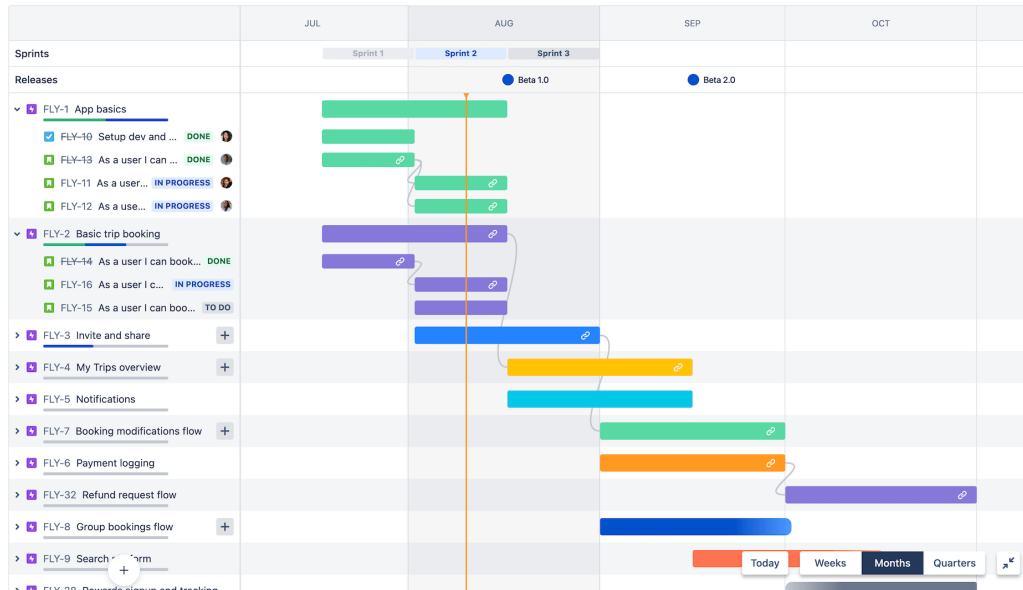 JUL AUG SEP OCT
Sprints Sprint 1 Sprint 2 Sprint 3
Releases Beta 1.0 Beta 2.0
FLY-1 App basics
FLY-10 Setup dev and ... DONE
FLY-13 As a user I can ... DONE
FLY-11 As a user... IN PROGRESS
FLY-12 As a use... IN PROGRESS
FLY-2 Basic trip booking
FLY-14 As a user I can book... DONE
FLY-16 As a user I c... IN PROGRESS
FLY-15 As a user I can boo... TO DO
FLY-3 Invite and share
FLY-4 My Trips overview
FLY-5 Notifications
FLY-7 Booking modifications flow
FLY-6 Payment logging
FLY-32 Refund request flow
FLY-8 Group bookings flow
FLY-9 Search
Today Weeks Months Quarters